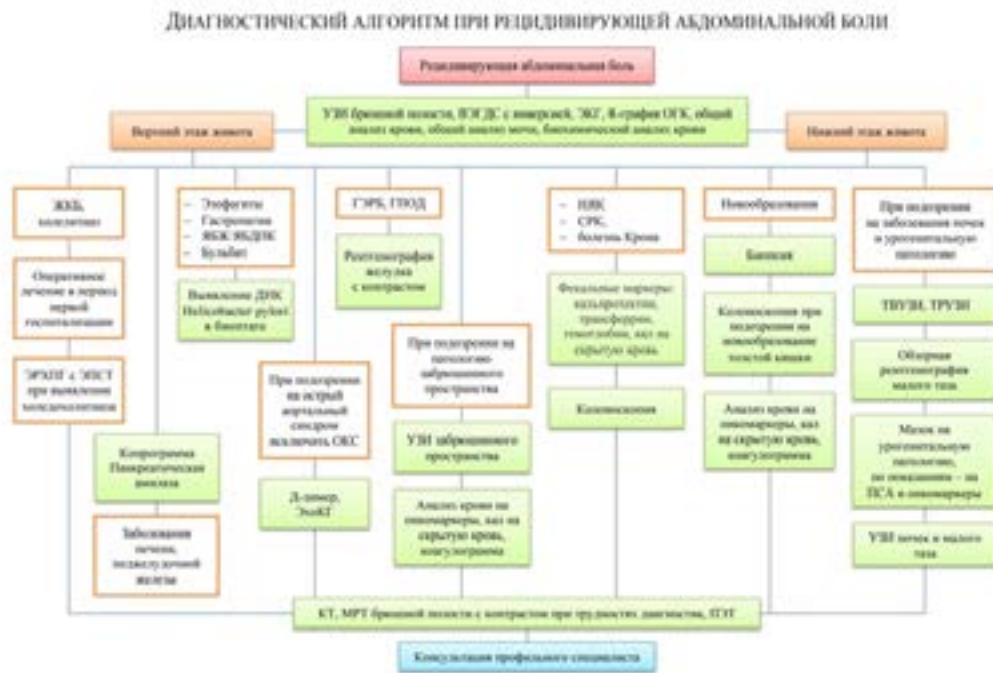 ДИАГНОСТИЧЕСКИЙ АЛГОРИТМ ПРИ РЕЦИДИВИРУЮЩЕЙ АБДОМИНАЛЬНОЙ БОЛИ
Рецидивирующая абдоминальная боль
УЗИ брюшной полости, ВЭГДС с инверсией, ЭКГ, R-графия ОГК, общий
анализ крови, общий анализ мочи, биохимический анализ крови
Верхний этаж живота
Нижний этаж живота
ЖКБ,
Оперативное
лечение в период
первой
госпитализации
ЭРХПГ с ЭПСТ
при выявлении
холедохолитиаза
Копрограмма
Панкреатическая
амилаза
Заболевания
печени,
поджелудочной
железы
- Эзофагиты
- Гастропатия
- ЯБЖ ЯБДПК
- Бульбит
Выявление ДНК
Helicobacter pylori
в биоптате
При подозрении
на острый
аортальный
синдром
исключить ОКС
Д-димер,
ЭхоКГ
ГЭРБ, ГПОД
Рентгенография
желудка
с контрастом
При подозрении на
патологию
забрюшинного
пространства
УЗИ забрюшинного
пространства
Анализ крови на
онкомаркеры, кал на
скрытую кровь,
коагулограмма
- НЯК
- СРК,
- болезнь Крона
Фекальные маркеры:
кальпротектин,
трансферрин,
гемоглобин, кал на
скрытую кровь
Колоноскопия
Новообразования
Биопсия
Колоноскопия при
подозрении на
новообразование
толстой кишки
Анализ крови на
онкомаркеры, кал
на скрытую кровь,
коагулограмма
При подозрении
на заболевания почек
и урогенитальную
патологию
ТВУЗИ, ТРУЗИ
Обзорная
рентгенография
малого таза
Мазок на
урогенитальную
патологию,
по показаниям – на
ПСА и онкомаркеры
УЗИ почек и малого
таза
КТ, МРТ брюшной полости с контрастом при трудностях диагностики, ПЭТ
Консультация профильного специалиста